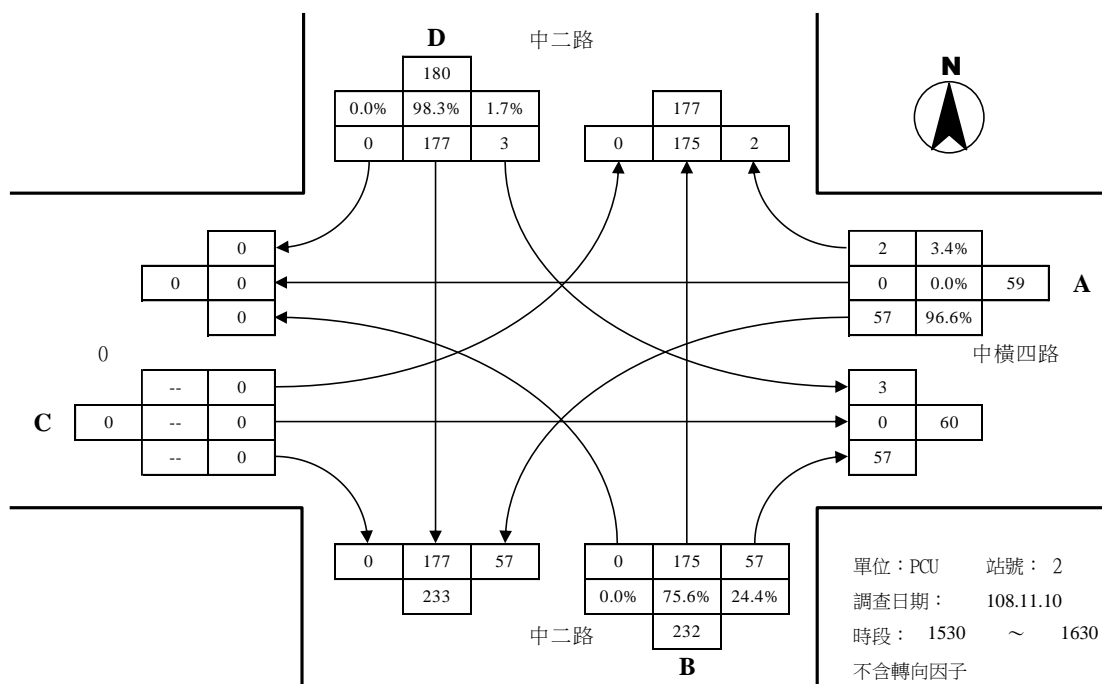 D 中二路
180
N
0.0% 98.3% 1.7% 177
0 177 3 0 175 2
0 2 3.4%
0 0 0 0.0% 59 A
0 57 96.6%
0 中橫四路
-- 0 3
C 0 -- 0 0 60
-- 0 57
0 177 57 0 175 57
233 0.0% 75.6% 24.4%
中二路 232
B
單位：PCU 站號： 2
調查日期： 108.11.10
時段： 1530 ～ 1630
不含轉向因子